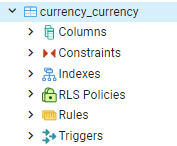 currency_currency
Columns
Constraints
Indexes
RLS Policies
Rules
Triggers